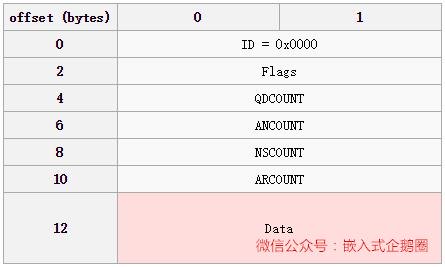 offset (bytes) 0 1
0 ID = 0x0000
2 Flags
4 QDCOUNT
6 ANCOUNT
8 NSCOUNT
10 ARCOUNT
12 Data
微信公众号：嵌入式企鹅圈